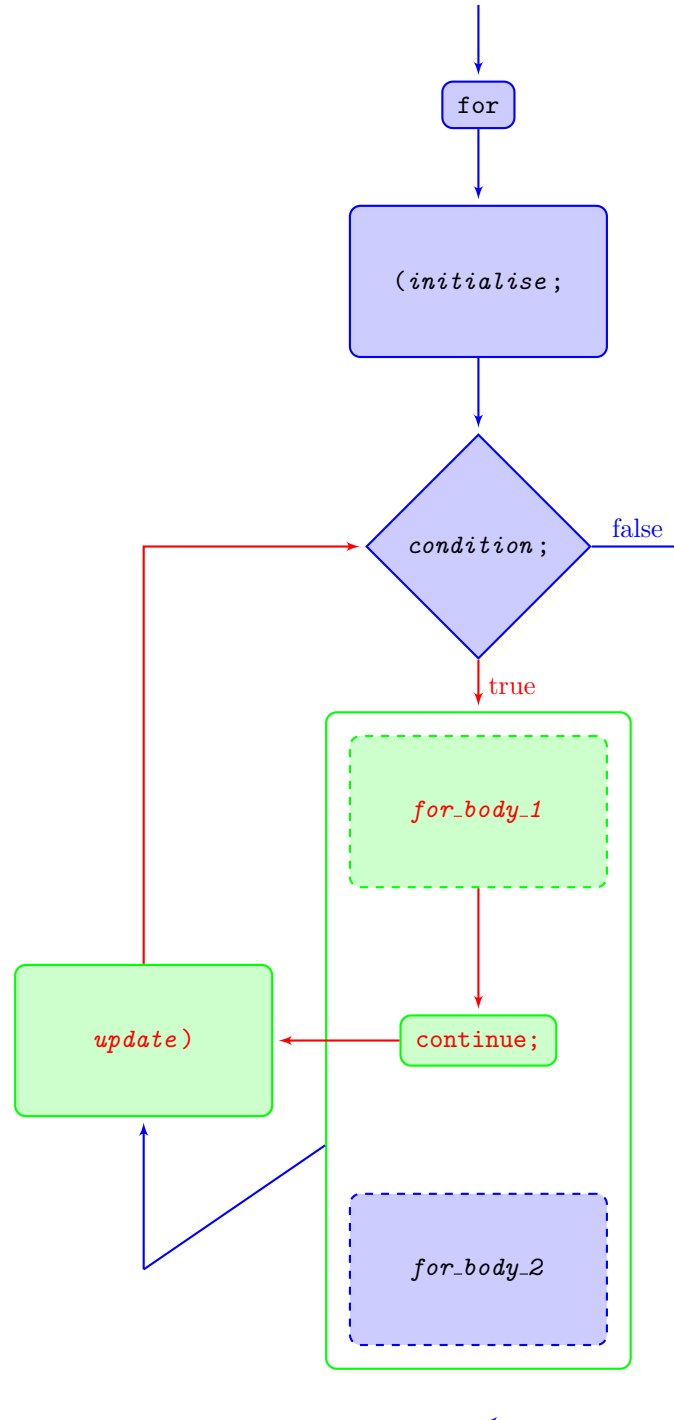 for
(initialise;
condition;
false
true
for_body_1
update)
continue;
for_body_2